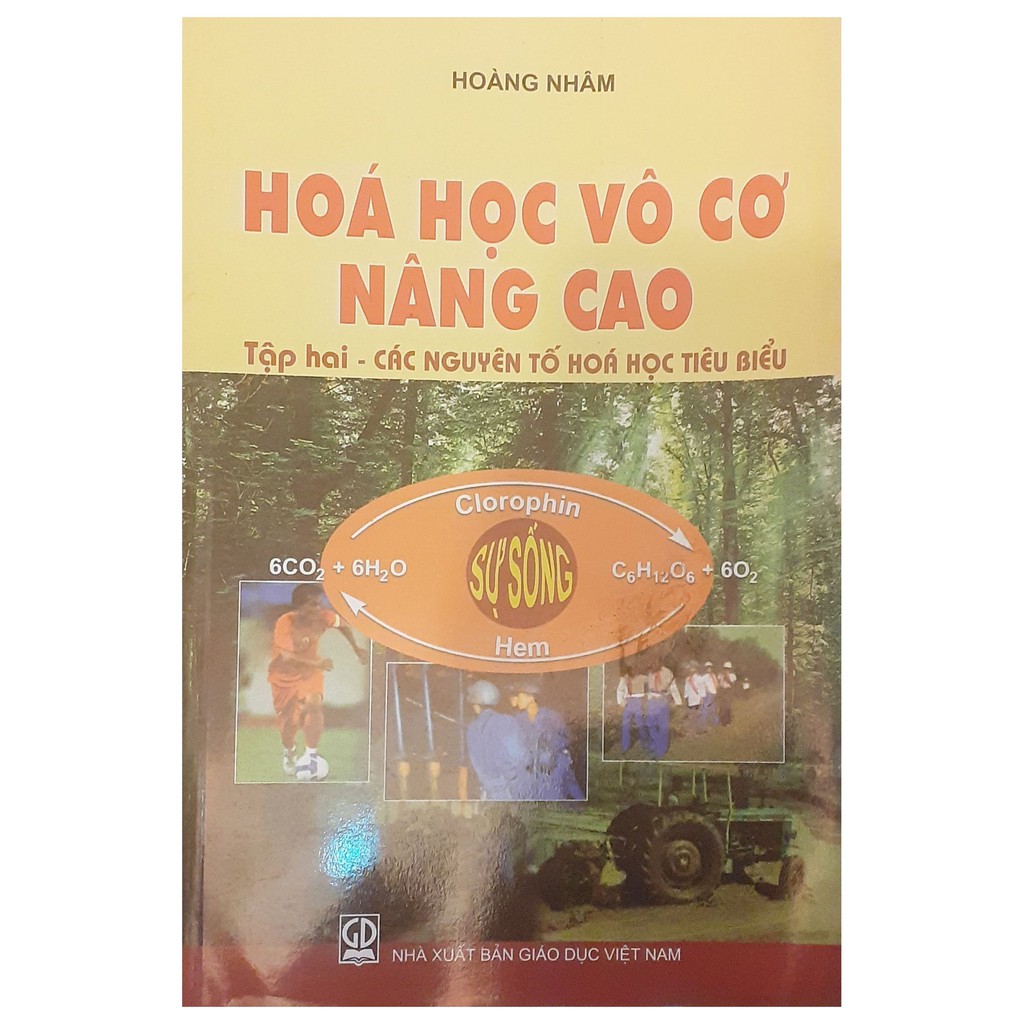 HOÀNG NHÂM
HOÁ HỌC VÔ CƠ
NÂNG CAO
Tập hai - CÁC NGUYÊN TỐ HOÁ HỌC TIÊU BIỂU
Clorophin
SỰ SỐNG
6CO₂ + 6H₂O
C₆H₁₂O₆ + 6O₂
Hem
GD
NHÀ XUẤT BẢN GIÁO DỤC VIỆT NAM